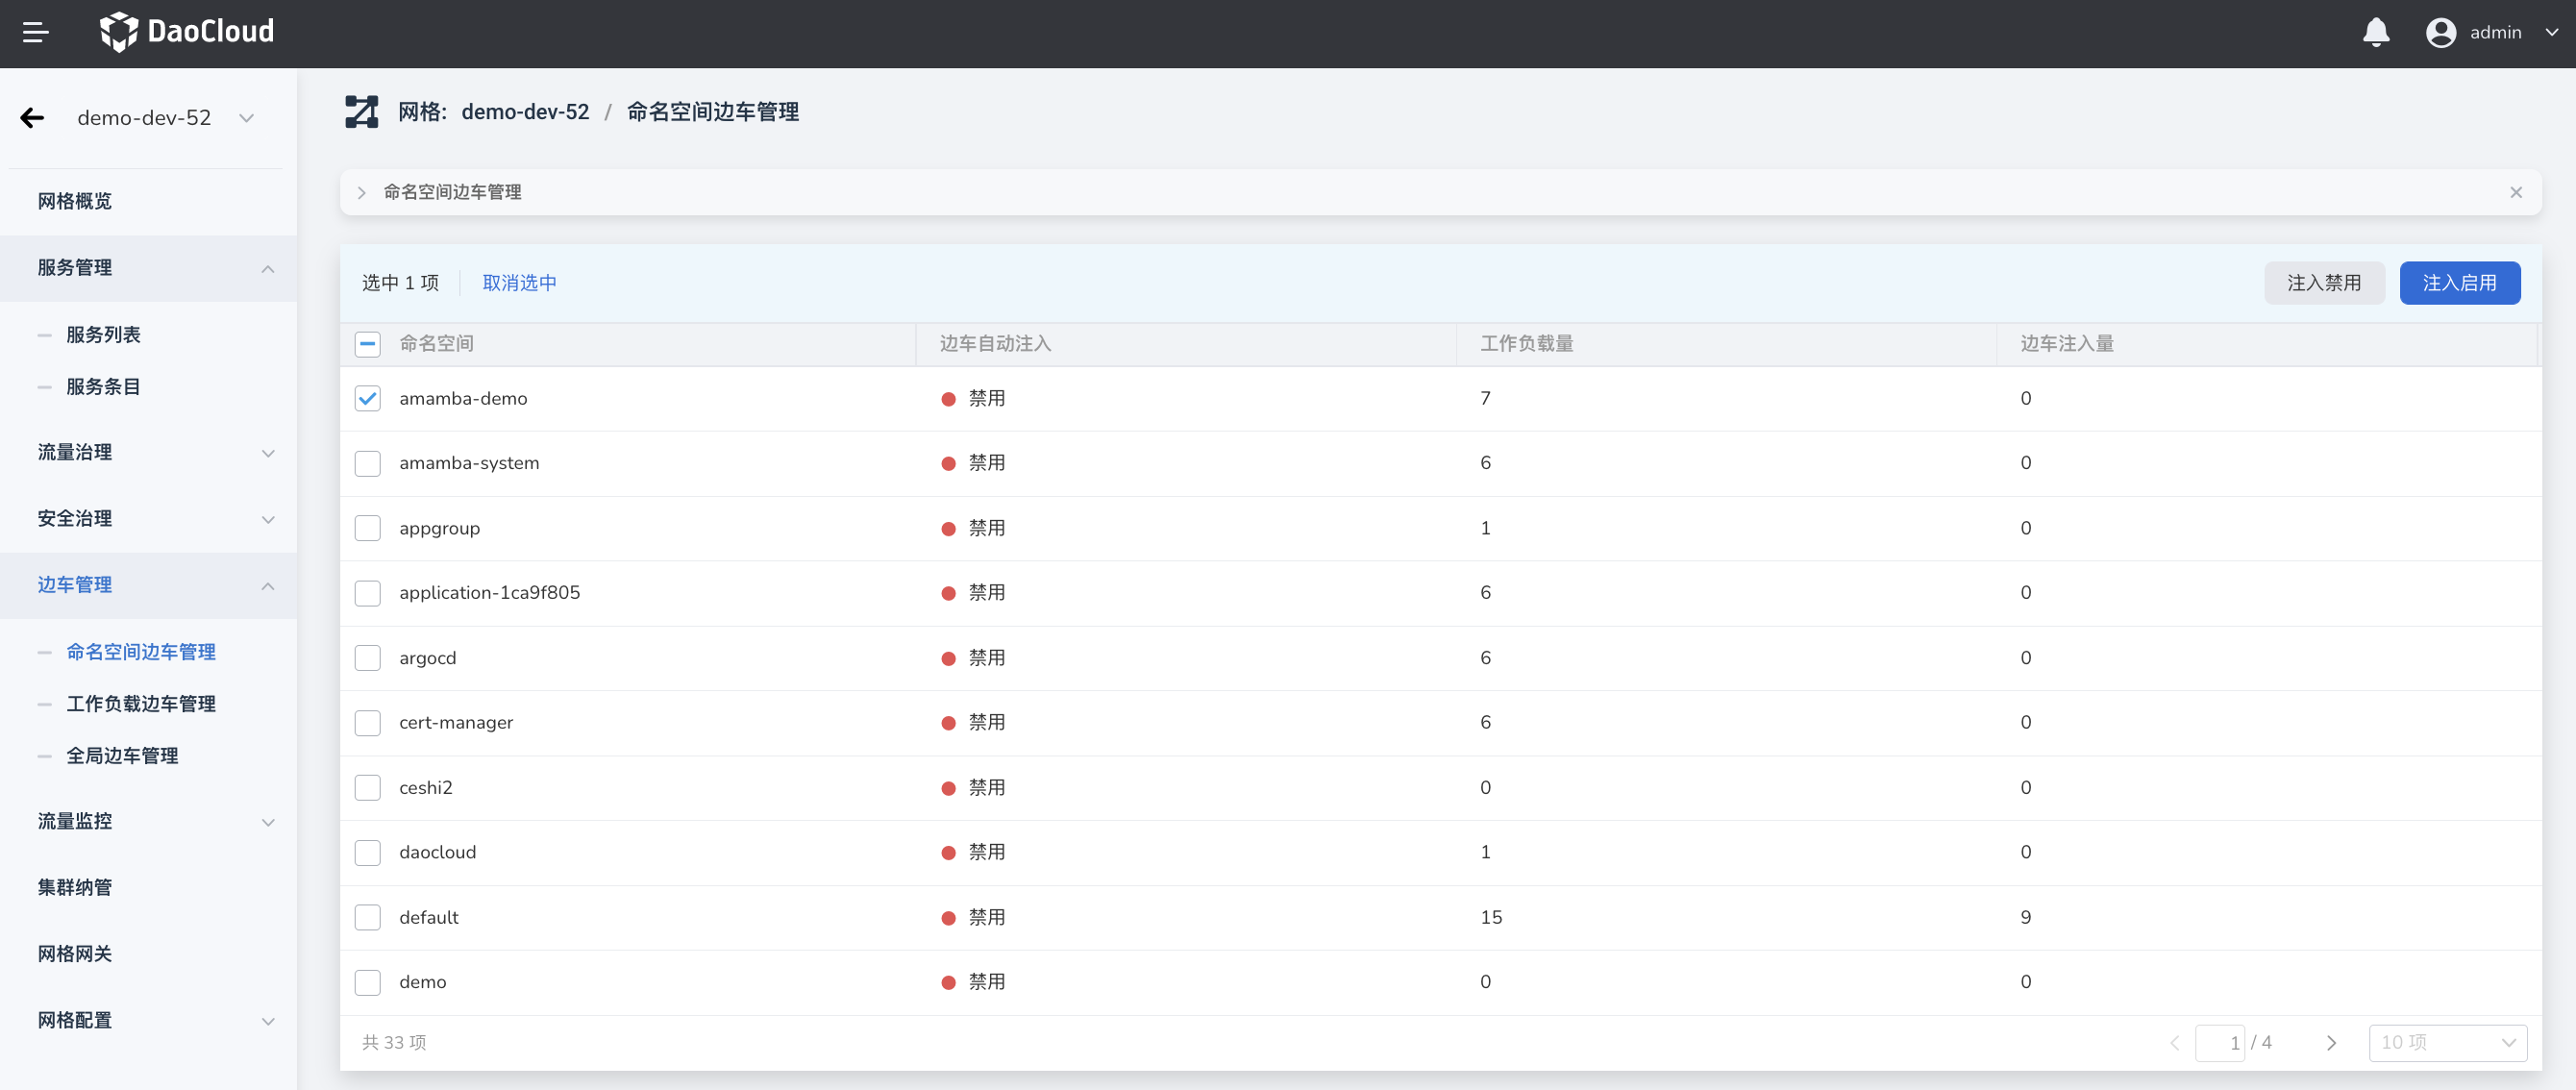 DaoCloud
admin
demo-dev-52
网格: demo-dev-52 / 命名空间边车管理
网格概览
服务管理
服务列表
服务条目
流量治理
安全治理
边车管理
命名空间边车管理
工作负载边车管理
全局边车管理
流量监控
集群纳管
网格网关
网格配置
命名空间边车管理
选中 1 项 取消选中 注入禁用 注入启用
命名空间 边车自动注入 工作负载量 边车注入量
amamba-demo 禁用 7 0
amamba-system 禁用 6 0
appgroup 禁用 1 0
application-1ca9f805 禁用 6 0
argocd 禁用 6 0
cert-manager 禁用 6 0
ceshi2 禁用 0 0
daocloud 禁用 1 0
default 禁用 15 9
demo 禁用 0 0
共 33 项 1 / 4 10 项